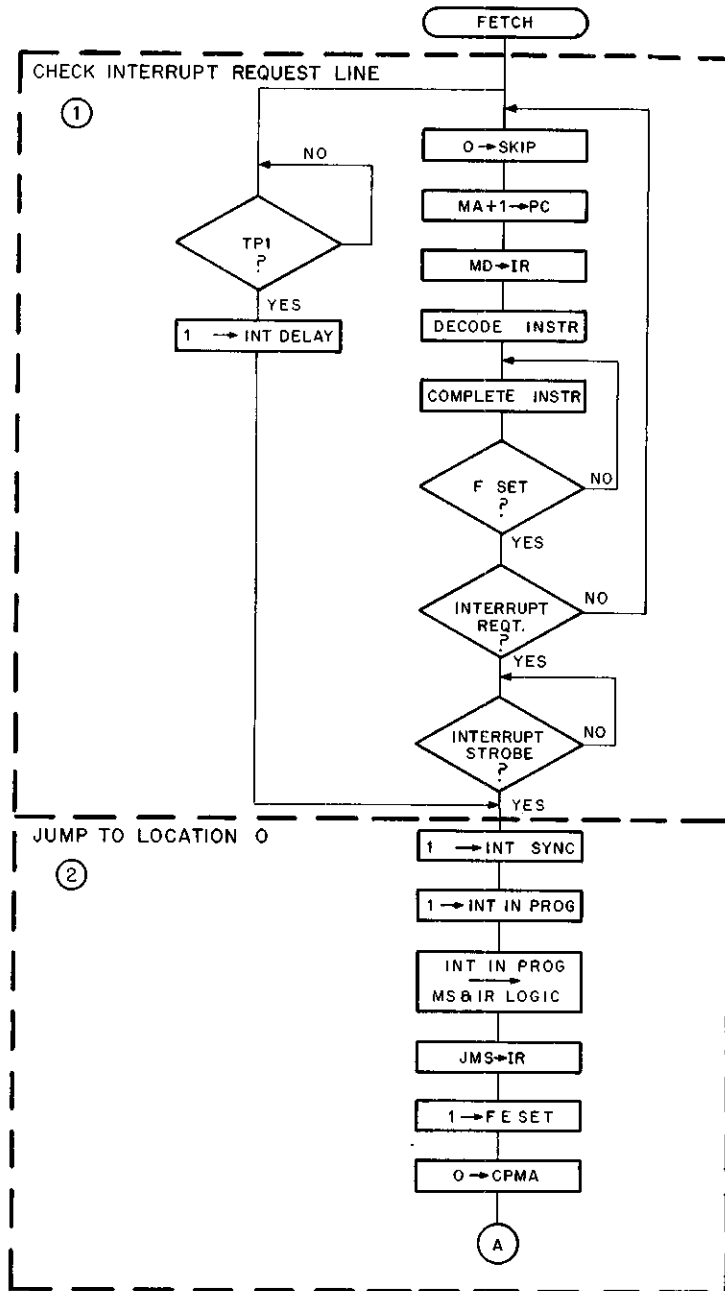 FETCH
CHECK INTERRUPT REQUEST LINE
1
0→SKIP
MA+1→PC
MD→IR
DECODE INSTR
COMPLETE INSTR
F SET
?
NO
YES
INTERRUPT
REQT.
?
NO
YES
INTERRUPT
STROBE
?
NO
YES
NO
TP1
?
YES
1 → INT DELAY
JUMP TO LOCATION 0
2
1 → INT SYNC
1 → INT IN PROG
INT IN PROG
→
MS & IR LOGIC
JMS→IR
1→F E SET
0→CPMA
A